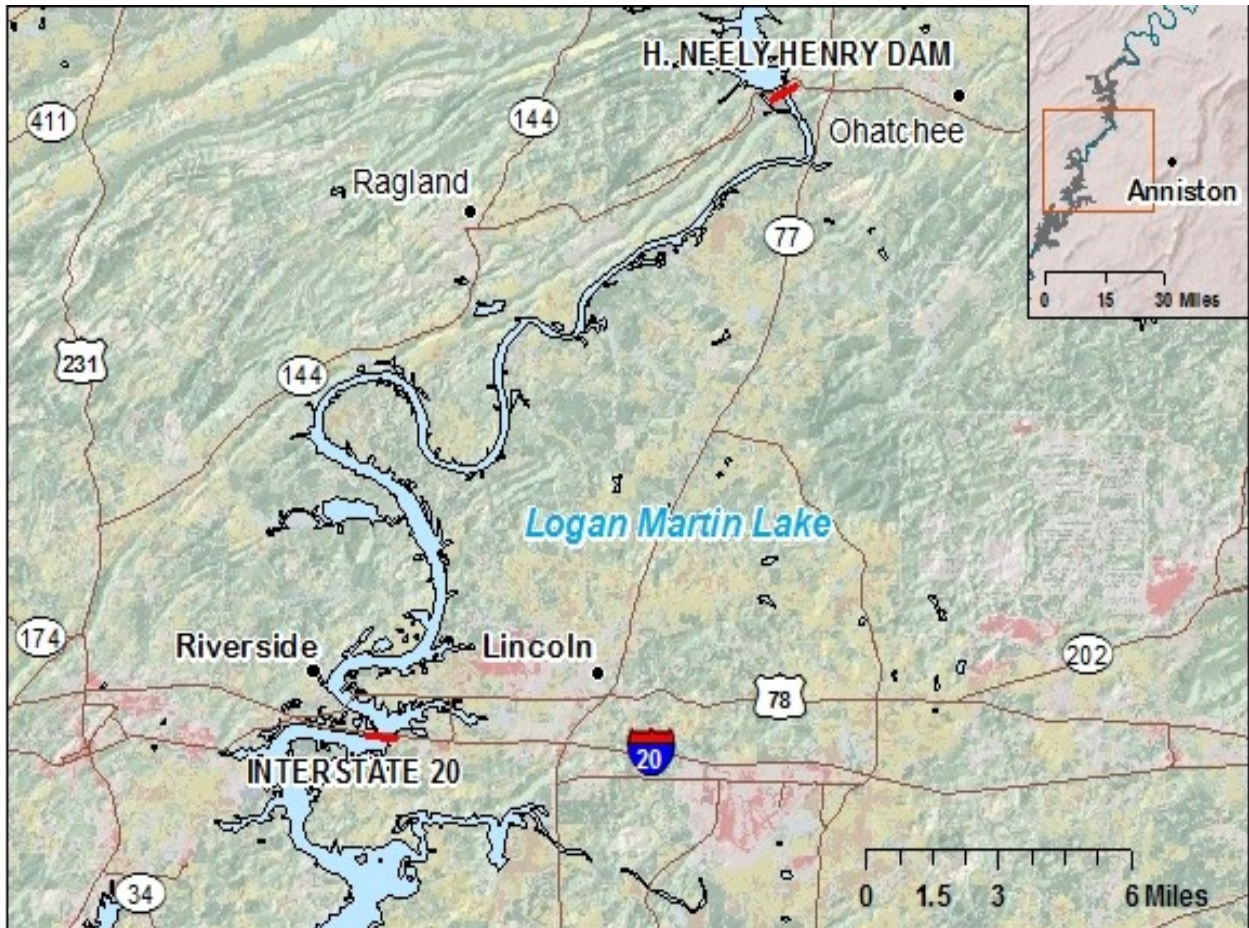 H. NEELY HENRY DAM
411
144
Ohatchee
Ragland
Anniston
77
0 15 30 Miles
231
144
Logan Martin Lake
174
Riverside
Lincoln
202
78
20
INTERSTATE 20
34
0 1.5 3 6 Miles